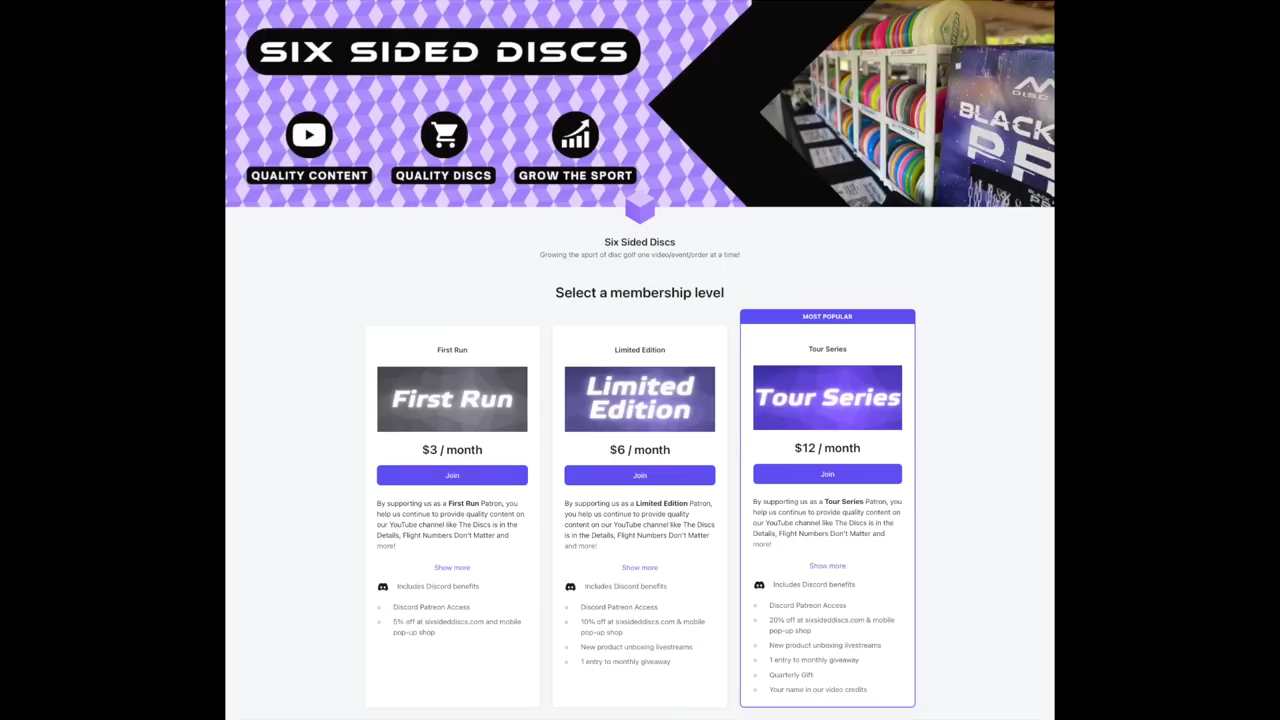 SIX SIDED DISCS
QUALITY CONTENT
QUALITY DISCS
GROW THE SPORT
DISC
BLACK
Six Sided Discs
Growing the sport of disc golf one video/event/order at a time!
Select a membership level
First Run
First Run
$3 / month
Join
By supporting us as a First Run Patron, you
help us continue to provide quality content on
our YouTube channel like The Discs is in the
Details, Flight Numbers Don't Matter and
more!
Show more
Includes Discord benefits
Discord Patreon Access
5% off at sixsideddiscs.com and mobile
pop-up shop
Limited Edition
Limited
Edition
$6 / month
Join
By supporting us as a Limited Edition Patron,
you help us continue to provide quality
content on our YouTube channel like The Discs
is in the Details, Flight Numbers Don't Matter
and more!
Show more
Includes Discord benefits
Discord Patreon Access
10% off at sixsideddiscs.com & mobile
pop-up shop
New product unboxing livestreams
1 entry to monthly giveaway
MOST POPULAR
Tour Series
Tour Series
$12 / month
Join
By supporting us as a Tour Series Patron, you
help us continue to provide quality content on
our YouTube channel like The Discs is in the
Details, Flight Numbers Don't Matter and
more!
Show more
Includes Discord benefits
Discord Patreon Access
20% off at sixsideddiscs.com & mobile
pop-up shop
New product unboxing livestreams
1 entry to monthly giveaway
Quarterly Gift
Your name in our video credits